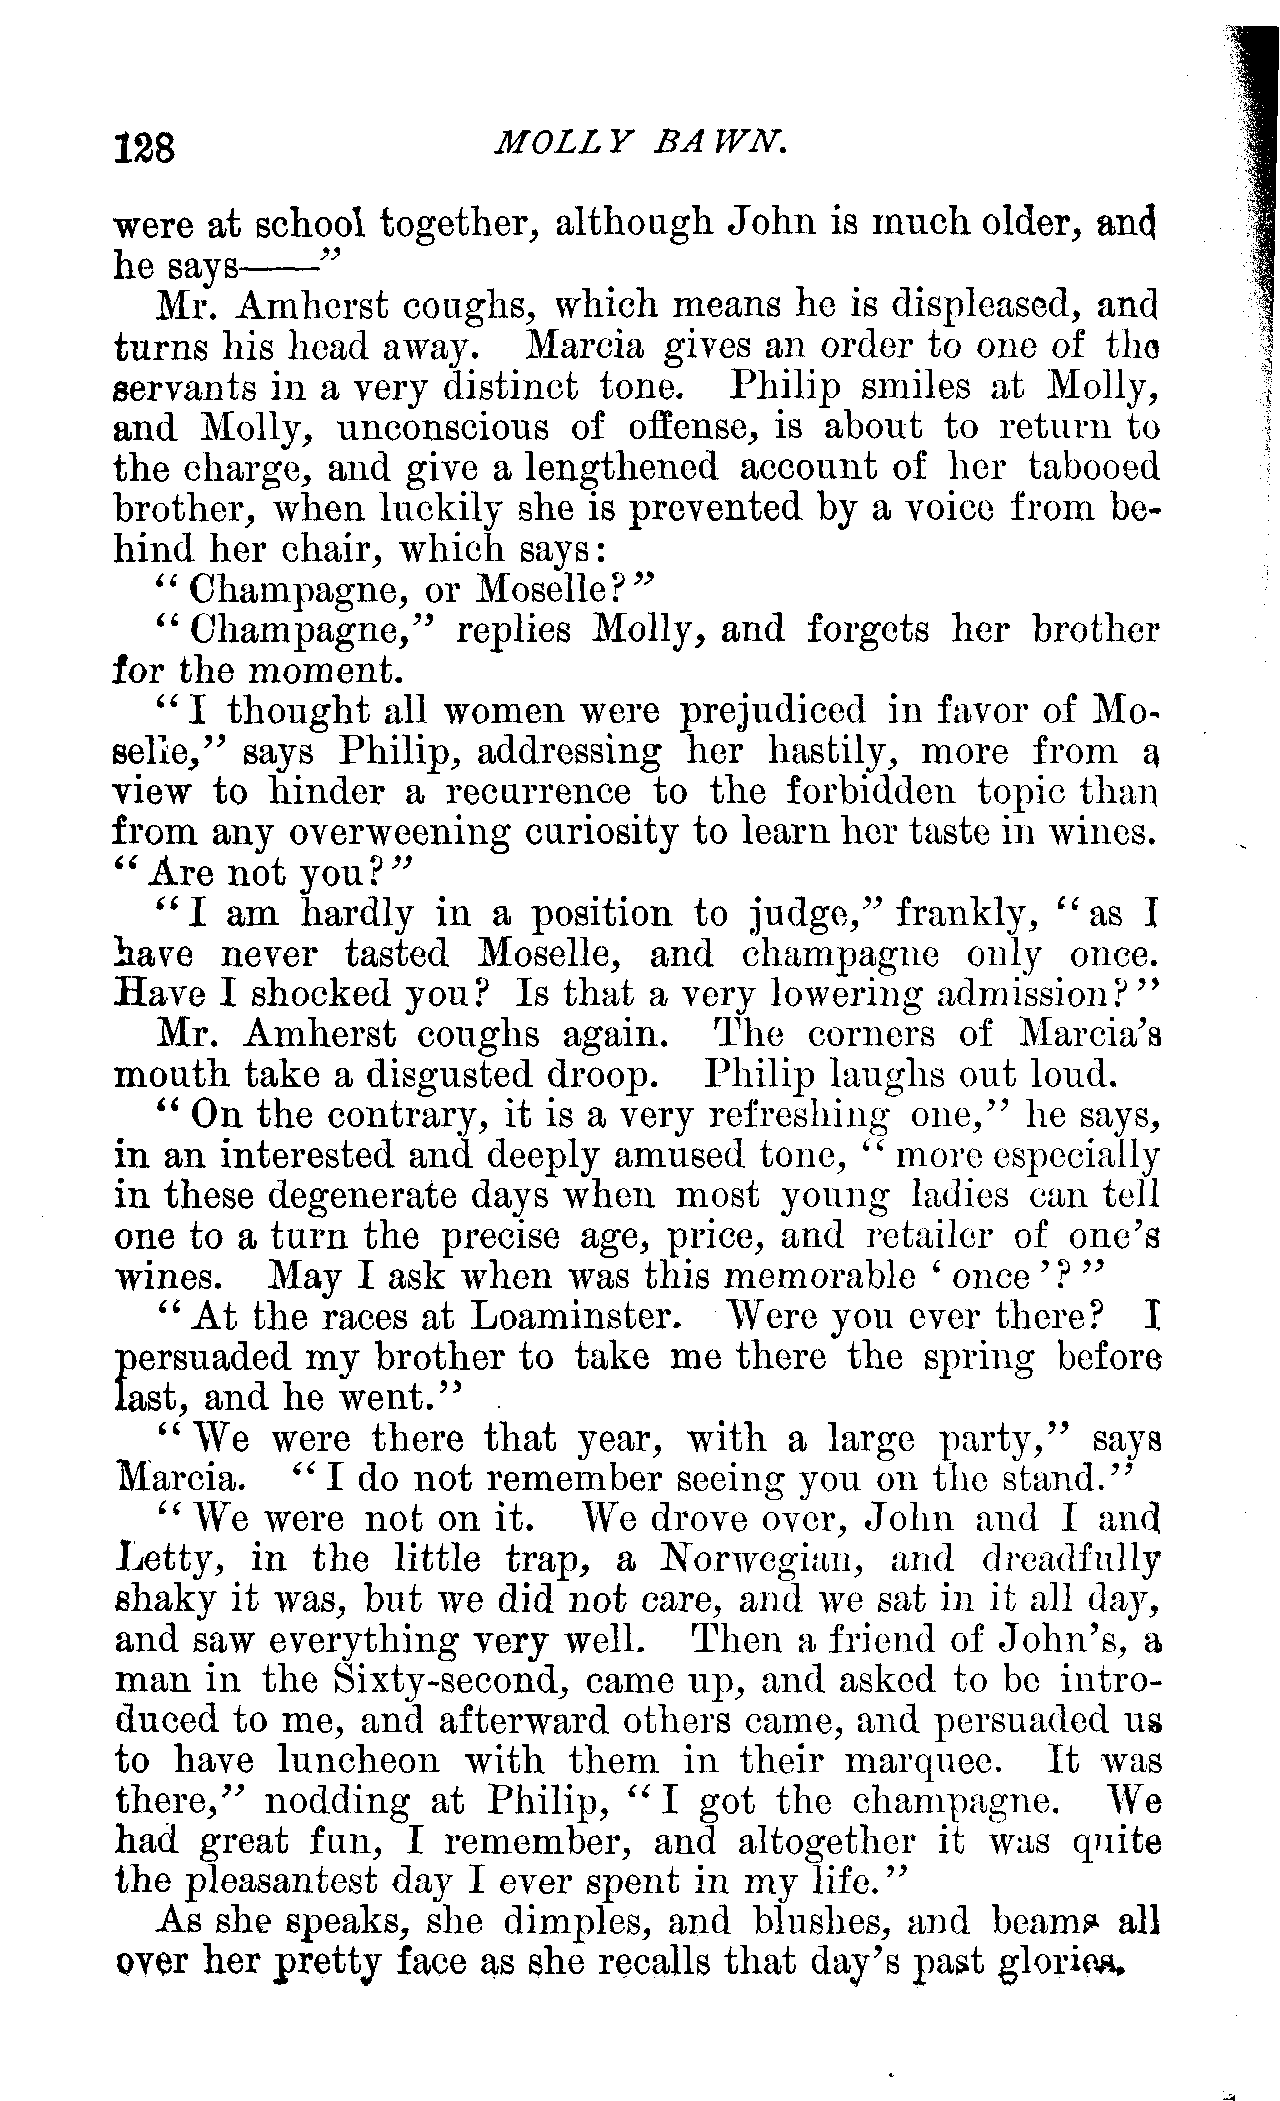 128 MOLLY BAWN.
were at school together, although John is much older, and
he says——”
Mr. Amherst coughs, which means he is displeased, and
turns his head away. Marcia gives an order to one of the
servants in a very distinct tone. Philip smiles at Molly,
and Molly, unconscious of offense, is about to return to
the charge, and give a lengthened account of her tabooed
brother, when luckily she is prevented by a voice from be-
hind her chair, which says:
“Champagne, or Moselle?”
“Champagne,” replies Molly, and forgets her brother
for the moment.
“I thought all women were prejudiced in favor of Mo-
selle,” says Philip, addressing her hastily, more from a
view to hinder a recurrence to the forbidden topic than
from any overweening curiosity to learn her taste in wines.
“Are not you?”
“I am hardly in a position to judge,” frankly, “as I
have never tasted Moselle, and champagne only once.
Have I shocked you? Is that a very lowering admission?”
Mr. Amherst coughs again. The corners of Marcia’s
mouth take a disgusted droop. Philip laughs out loud.
“On the contrary, it is a very refreshing one,” he says,
in an interested and deeply amused tone, “more especially
in these degenerate days when most young ladies can tell
one to a turn the precise age, price, and retailer of one’s
wines. May I ask when was this memorable ‘once’?”
“At the races at Loaminster. Were you ever there? I
persuaded my brother to take me there the spring before
last, and he went.”
“We were there that year, with a large party,” says
Marcia. “I do not remember seeing you on the stand.”
“We were not on it. We drove over, John and I and
Letty, in the little trap, a Norwegian, and dreadfully
shaky it was, but we did not care, and we sat in it all day,
and saw everything very well. Then a friend of John’s, a
man in the Sixty-second, came up, and asked to be intro-
duced to me, and afterward others came, and persuaded us
to have luncheon with them in their marquee. It was
there,” nodding at Philip, “I got the champagne. We
had great fun, I remember, and altogether it was quite
the pleasantest day I ever spent in my life.”
As she speaks, she dimples, and blushes, and beams all
over her pretty face as she recalls that day’s past glories.